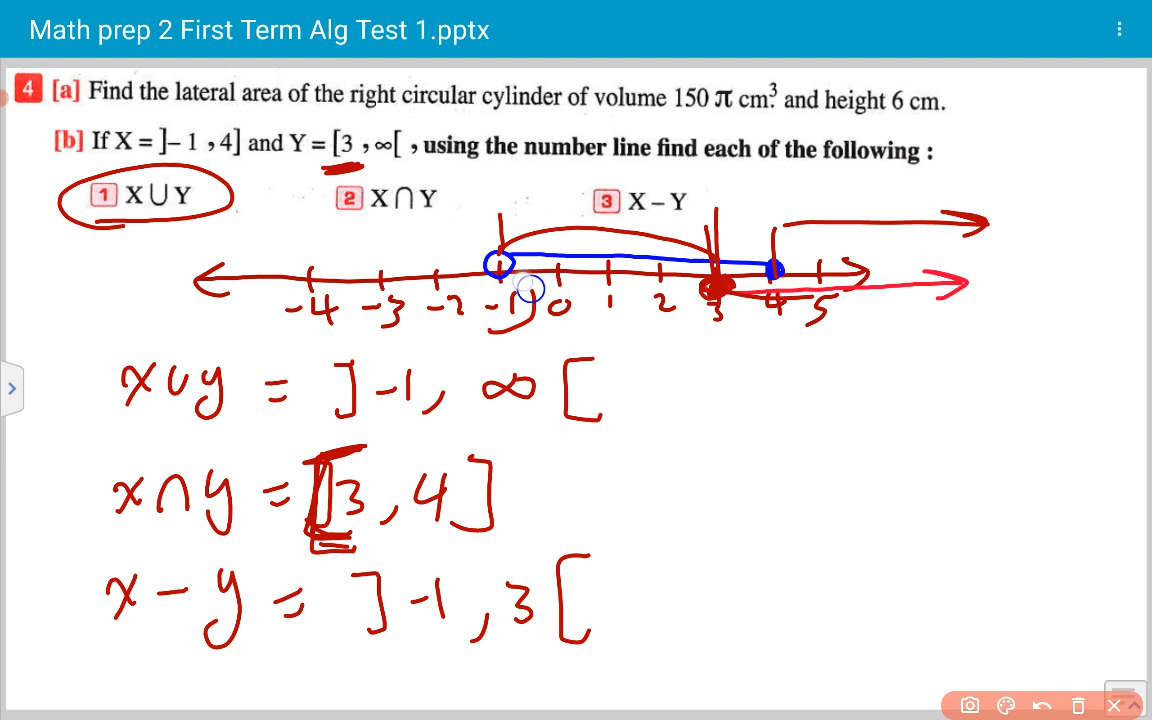 Math prep 2 First Term Alg Test 1.pptx
4 [a] Find the lateral area of the right circular cylinder of volume 150 π cm.³ and height 6 cm.
[b] If X = ]– 1 , 4] and Y = [3 , ∞[ , using the number line find each of the following :
1 X ∪ Y 2 X ∩ Y 3 X – Y
-4 -3 -2 -1 0 1 2 3 4 5
x ∪ y = ]-1, ∞[
x ∩ y = [3, 4]
x - y = ]-1, 3[